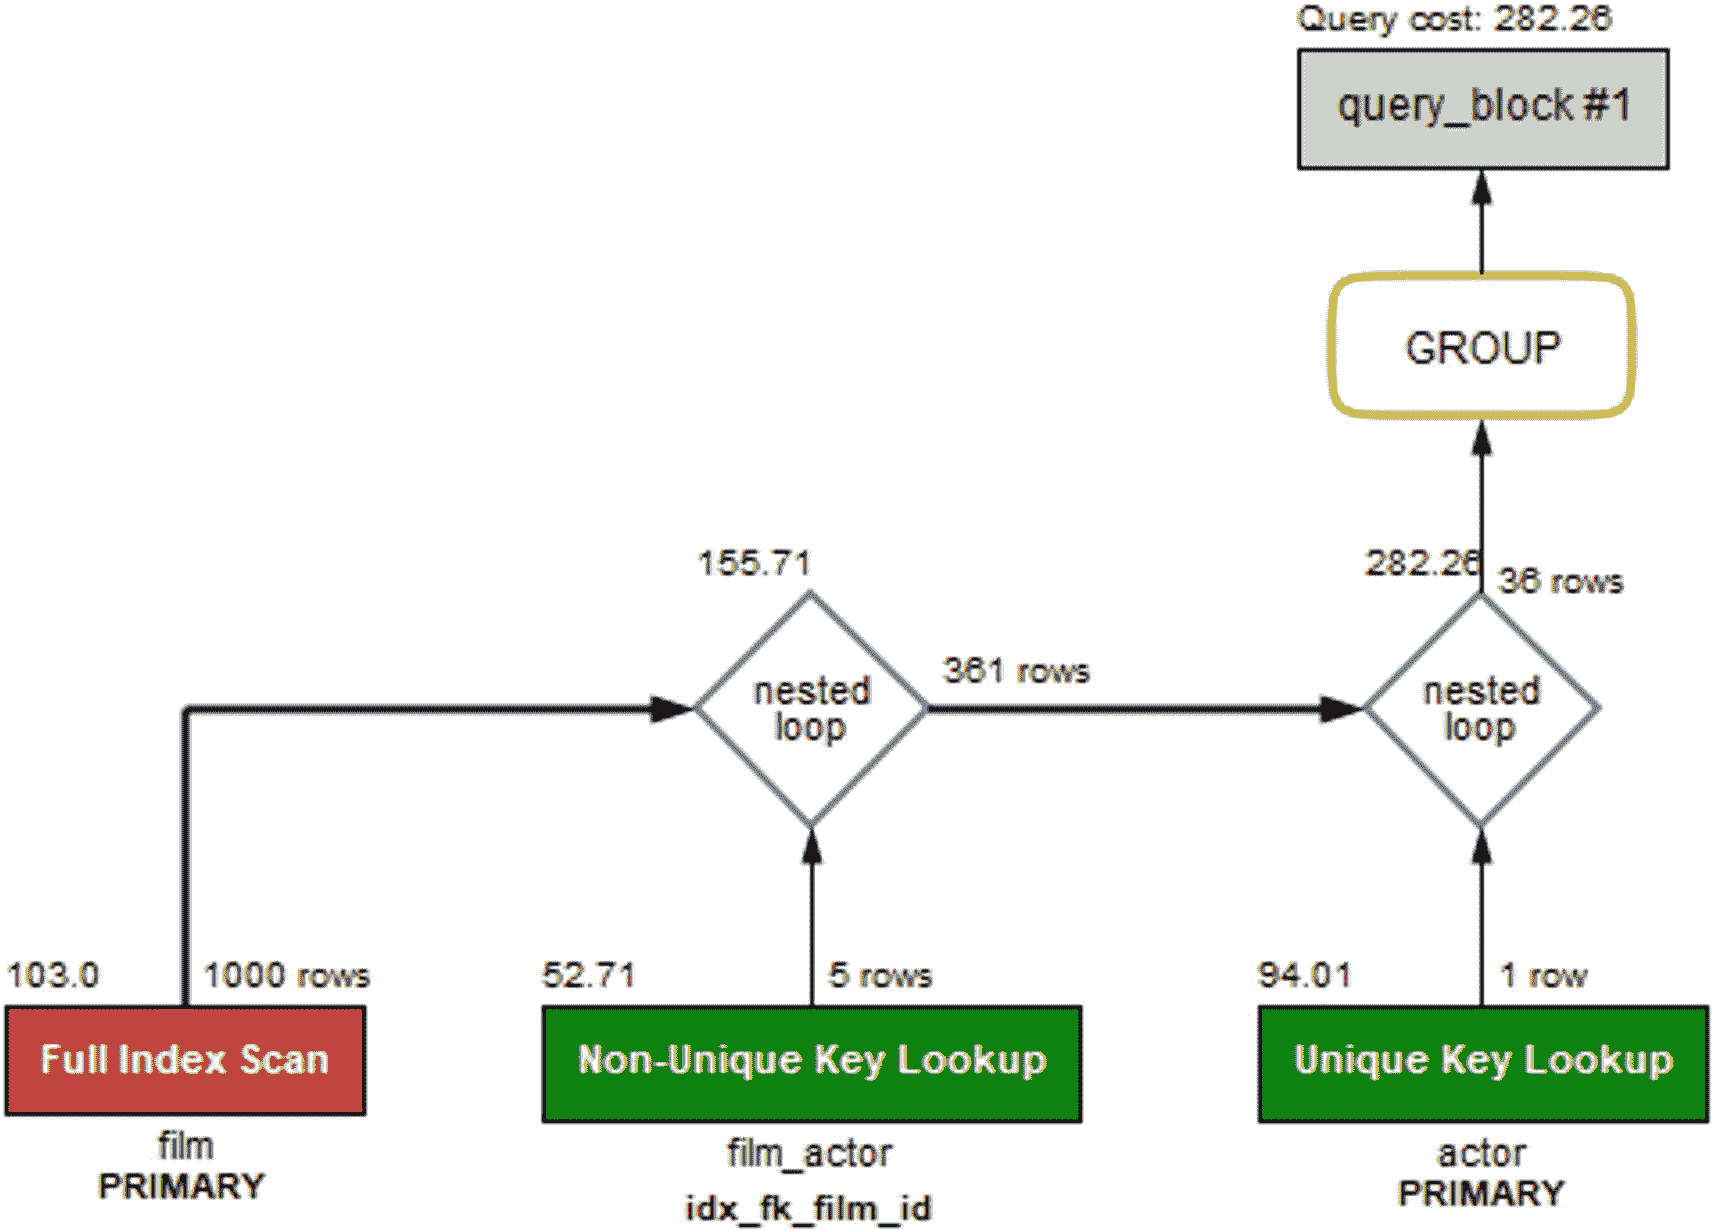 Query cost: 282.26
query_block #1
GROUP
155.71
282.26
36 rows
nested
loop
361 rows
nested
loop
103.0
1000 rows
52.71
5 rows
94.01
1 row
Full Index Scan
Non-Unique Key Lookup
Unique Key Lookup
film
PRIMARY
film_actor
idx_fk_film_id
actor
PRIMARY